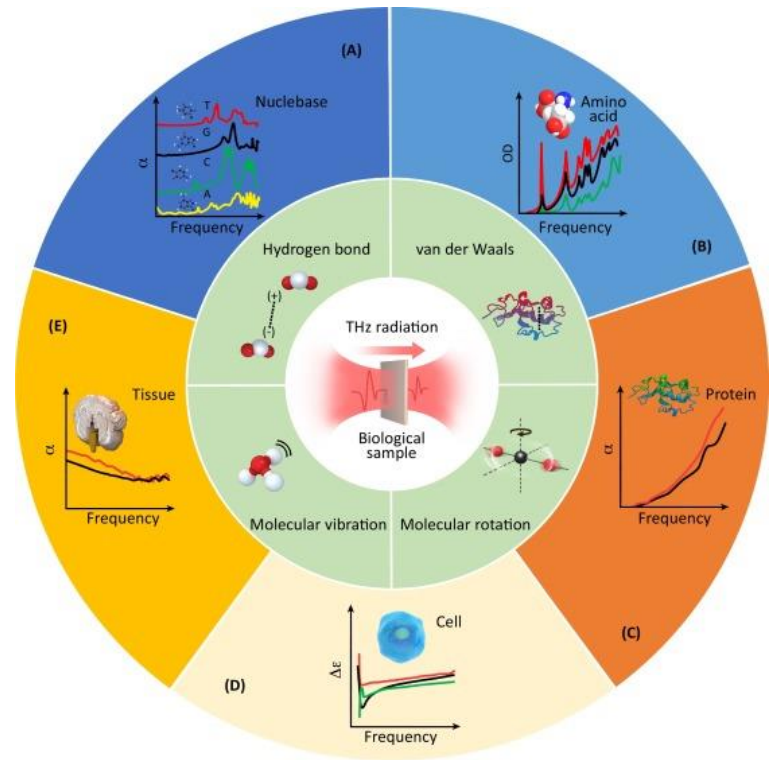 (A)
Nuclebase
T
G
C
A
α
Frequency
Amino
acid
OD
Frequency
(B)
Hydrogen bond
(+)
(-)
van der Waals
THz radiation
Biological
sample
Molecular vibration
Molecular rotation
(E)
Tissue
α
Frequency
Protein
α
Frequency
(C)
Cell
Δε
Frequency
(D)